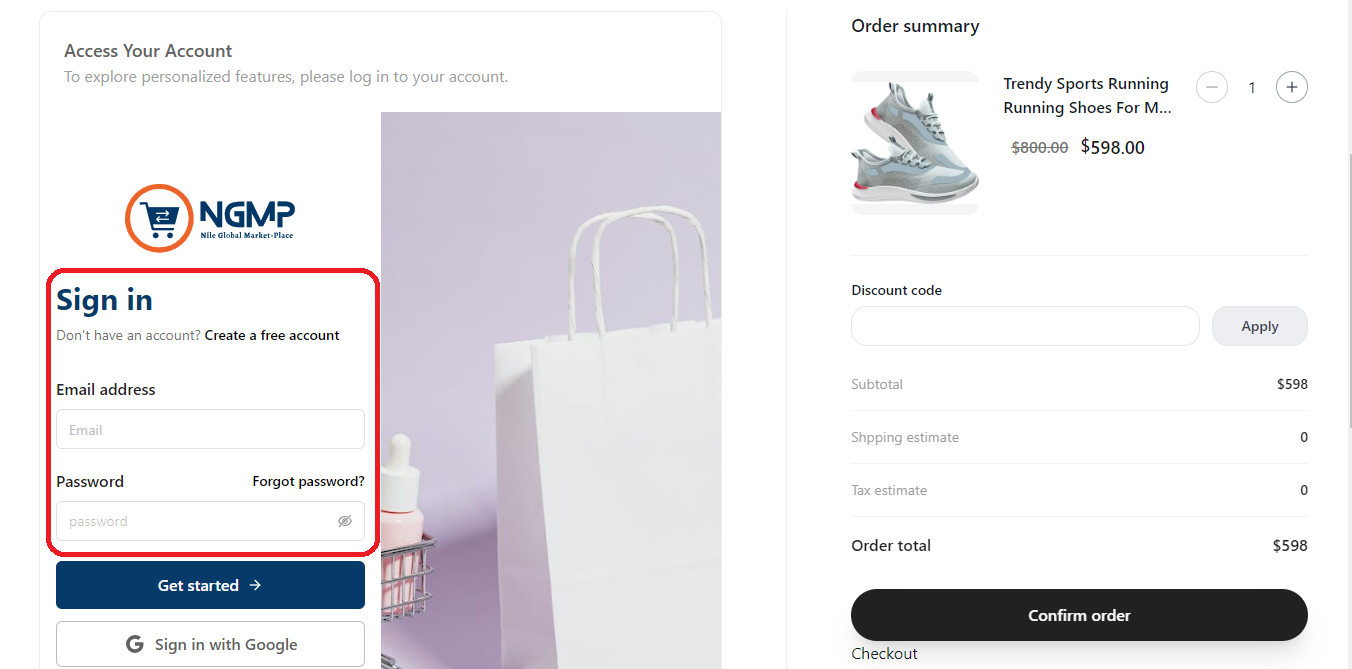 Access Your Account
To explore personalized features, please log in to your account.
NGMP
Nile Global Market-Place
Sign in
Don't have an account? Create a free account
Email address
Email
Password Forgot password?
password
Get started →
G Sign in with Google
Order summary
Trendy Sports Running
Running Shoes For M...
1
$800.00 $598.00
Discount code
Apply
Subtotal $598
Shpping estimate 0
Tax estimate 0
Order total $598
Confirm order
Checkout